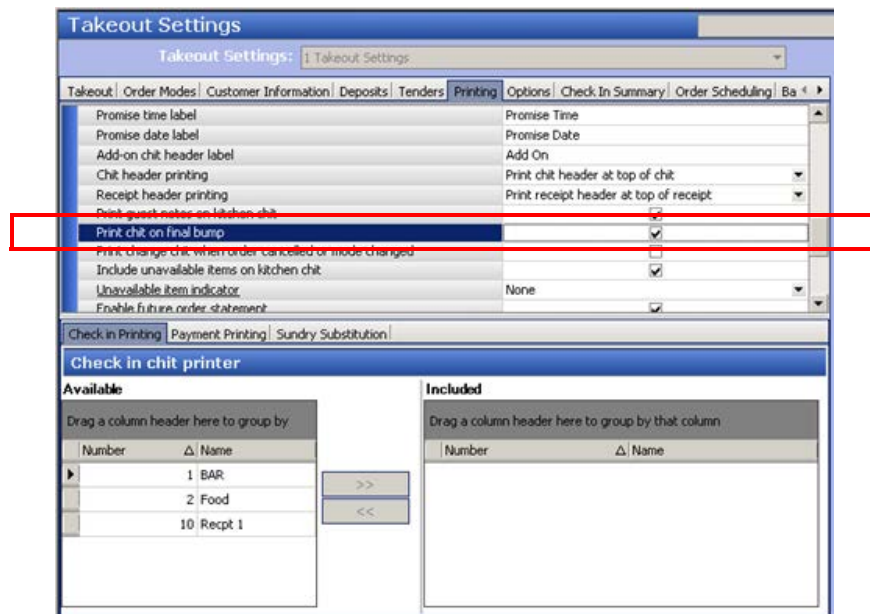 Takeout Settings
Takeout Settings: 1 Takeout Settings
Takeout Order Modes Customer Information Deposits Tenders Printing Options Check In Summary Order Scheduling Ba
Promise time label Promise Time
Promise date label Promise Date
Add-on chit header label Add On
Chit header printing Print chit header at top of chit
Receipt header printing Print receipt header at top of receipt
Print guest notes on kitchen chit
Print chit on final bump
Print change chit when order cancelled or mode changed
Include unavailable items on kitchen chit
Unavailable item indicator None
Enable future order statement
Check in Printing Payment Printing Sundry Substitution
Check in chit printer
Available Included
Drag a column header here to group by Drag a column header here to group by that column
Number Name Number Name
1 BAR
>>
2 Food
<<
10 Recpt 1